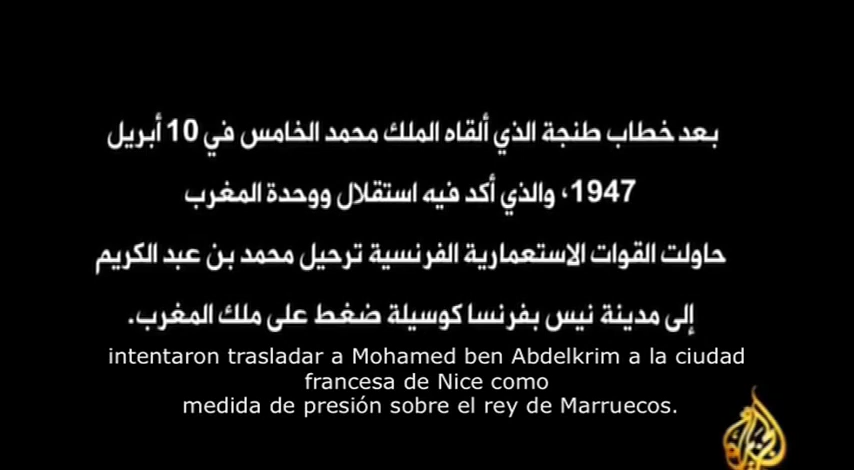 بعد خطاب طنجة الذي ألقاه الملك محمد الخامس في 10 أبريل
1947، والذي أكد فيه استقلال ووحدة المغرب
حاولت القوات الاستعمارية الفرنسية ترحيل محمد بن عبد الكريم
إلى مدينة نيس بفرنسا كوسيلة ضغط على ملك المغرب.
intentaron trasladar a Mohamed ben Abdelkrim a la ciudad
francesa de Nice como
medida de presión sobre el rey de Marruecos.
الجزيرة